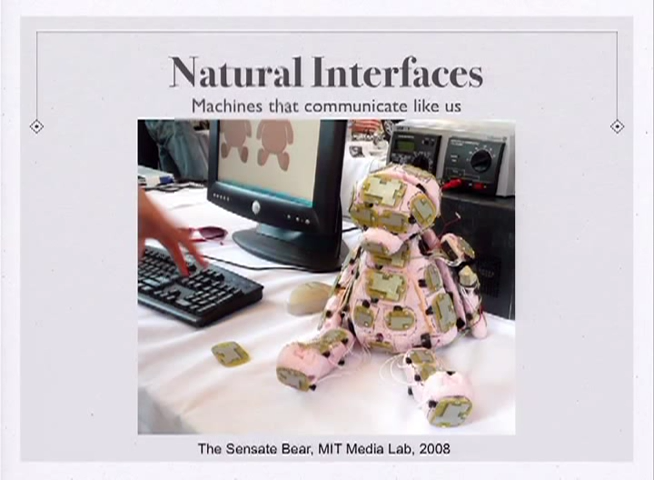 Natural Interfaces
Machines that communicate like us
The Sensate Bear, MIT Media Lab, 2008